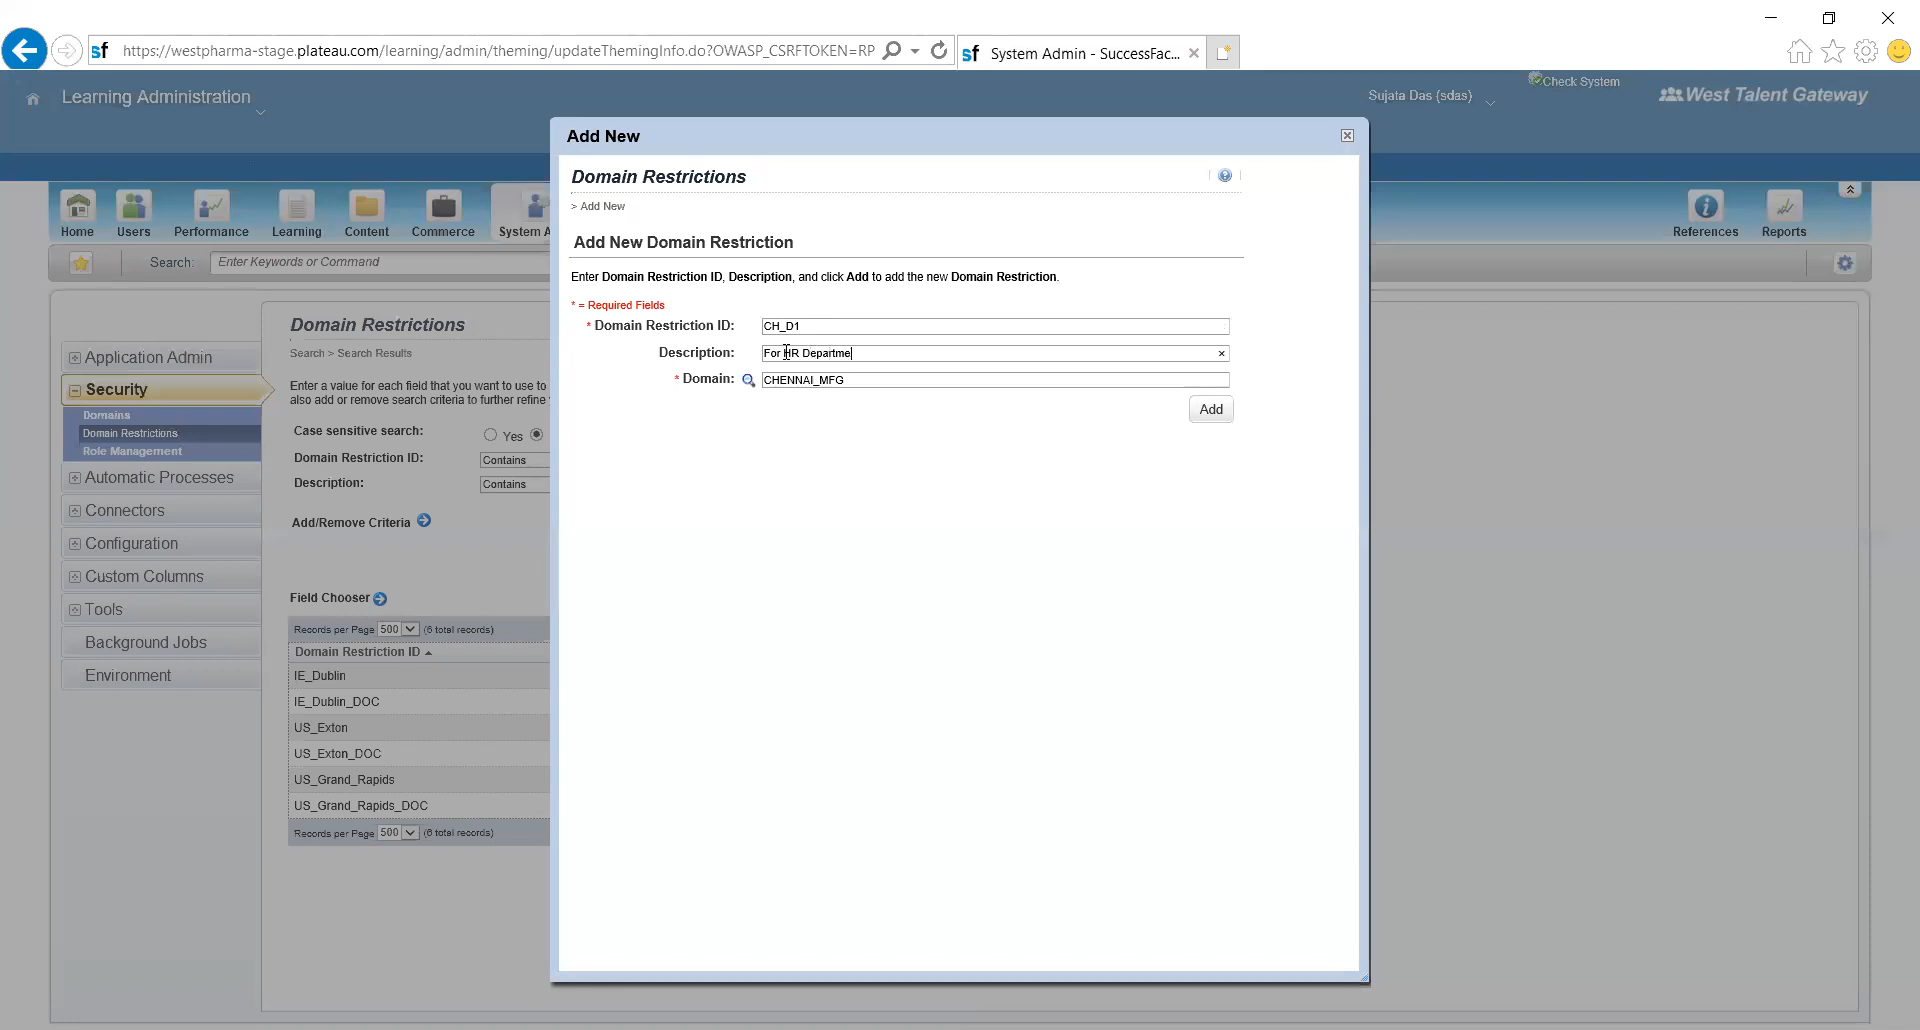 https://westpharma-stage.plateau.com/learning/admin/theming/updateThemingInfo.do?OWASP_CSRFTOKEN=RP
System Admin - SuccessFac...
Learning Administration
Sujata Das (sdas)
Check System
West Talent Gateway
Home
Users
Performance
Learning
Content
Commerce
System A
References
Reports
Search:
Enter Keywords or Command
Application Admin
Security
Domains
Domain Restrictions
Role Management
Automatic Processes
Connectors
Configuration
Custom Columns
Tools
Background Jobs
Environment
Domain Restrictions
Search > Search Results
Enter a value for each field that you want to use to
also add or remove search criteria to further refine
Case sensitive search:
Yes
Domain Restriction ID:
Contains
Description:
Contains
Add/Remove Criteria
Field Chooser
Records per Page 500 (6 total records)
Domain Restriction ID
IE_Dublin
IE_Dublin_DOC
US_Exton
US_Exton_DOC
US_Grand_Rapids
US_Grand_Rapids_DOC
Records per Page 500 (6 total records)
Add New
Domain Restrictions
> Add New
Add New Domain Restriction
Enter Domain Restriction ID, Description, and click Add to add the new Domain Restriction.
* = Required Fields
* Domain Restriction ID:
CH_D1
Description:
For HR Departme
* Domain:
CHENNAI_MFG
Add